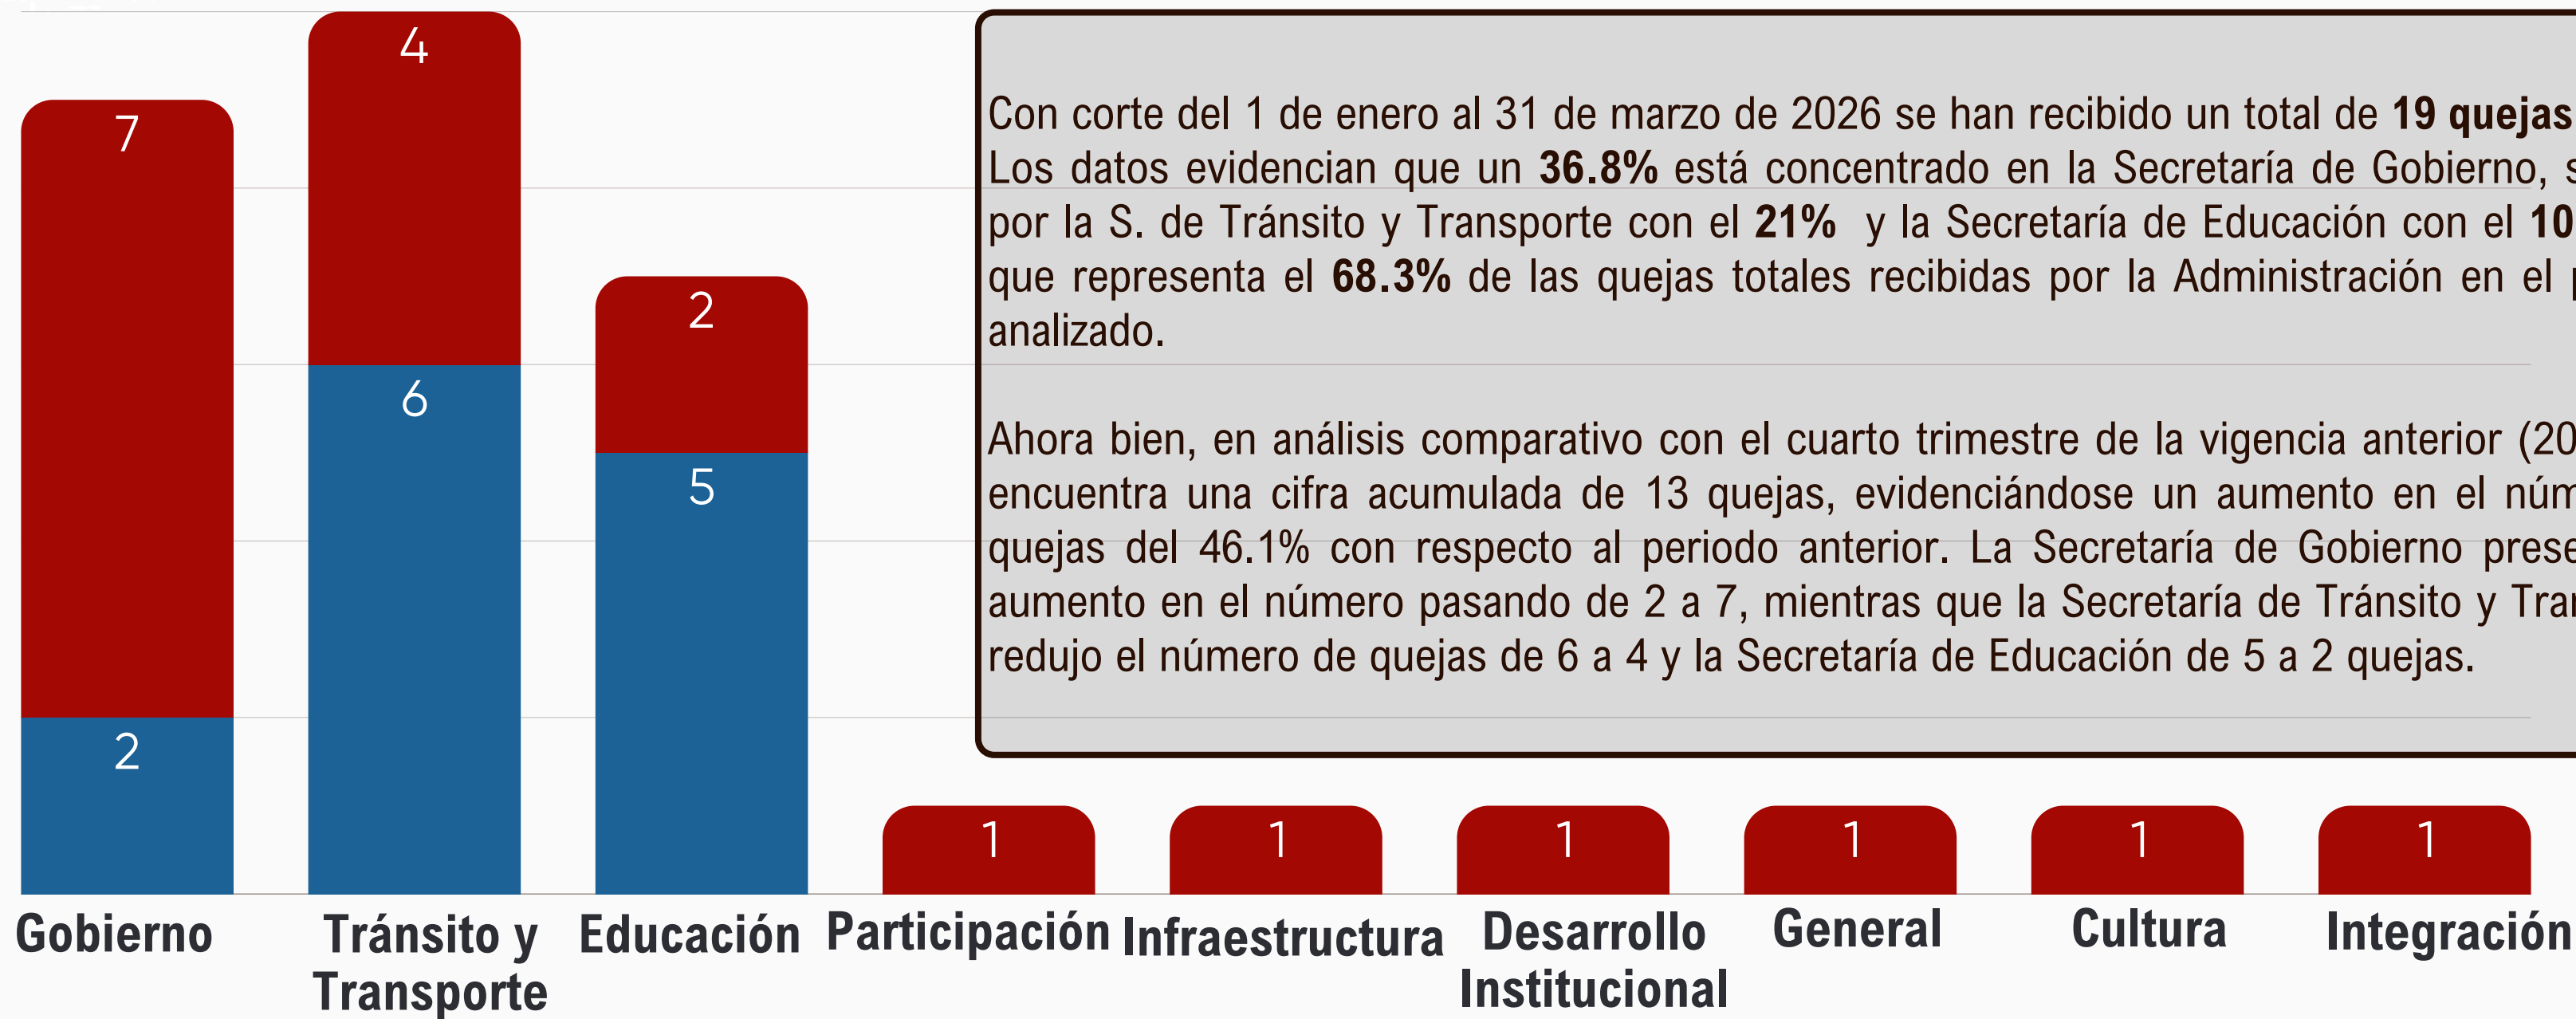 4
7
2
6
5
2
Con corte del 1 de enero al 31 de marzo de 2026 se han recibido un total de 19 quejas
Los datos evidencian que un 36.8% está concentrado en la Secretaría de Gobierno,
por la S. de Tránsito y Transporte con el 21% y la Secretaría de Educación con el 10
que representa el 68.3% de las quejas totales recibidas por la Administración en el
analizado.
Ahora bien, en análisis comparativo con el cuarto trimestre de la vigencia anterior (20
encuentra una cifra acumulada de 13 quejas, evidenciándose un aumento en el
quejas del 46.1% con respecto al periodo anterior. La Secretaría de Gobierno
aumento en el número pasando de 2 a 7, mientras que la Secretaría de Tránsito y
redujo el número de quejas de 6 a 4 y la Secretaría de Educación de 5 a 2 quejas.
1 1 1 1 1 1
Gobierno
Tránsito y
Transporte
Educación
Participación
Infraestructura
Desarrollo
Institucional
General
Cultura
Integración